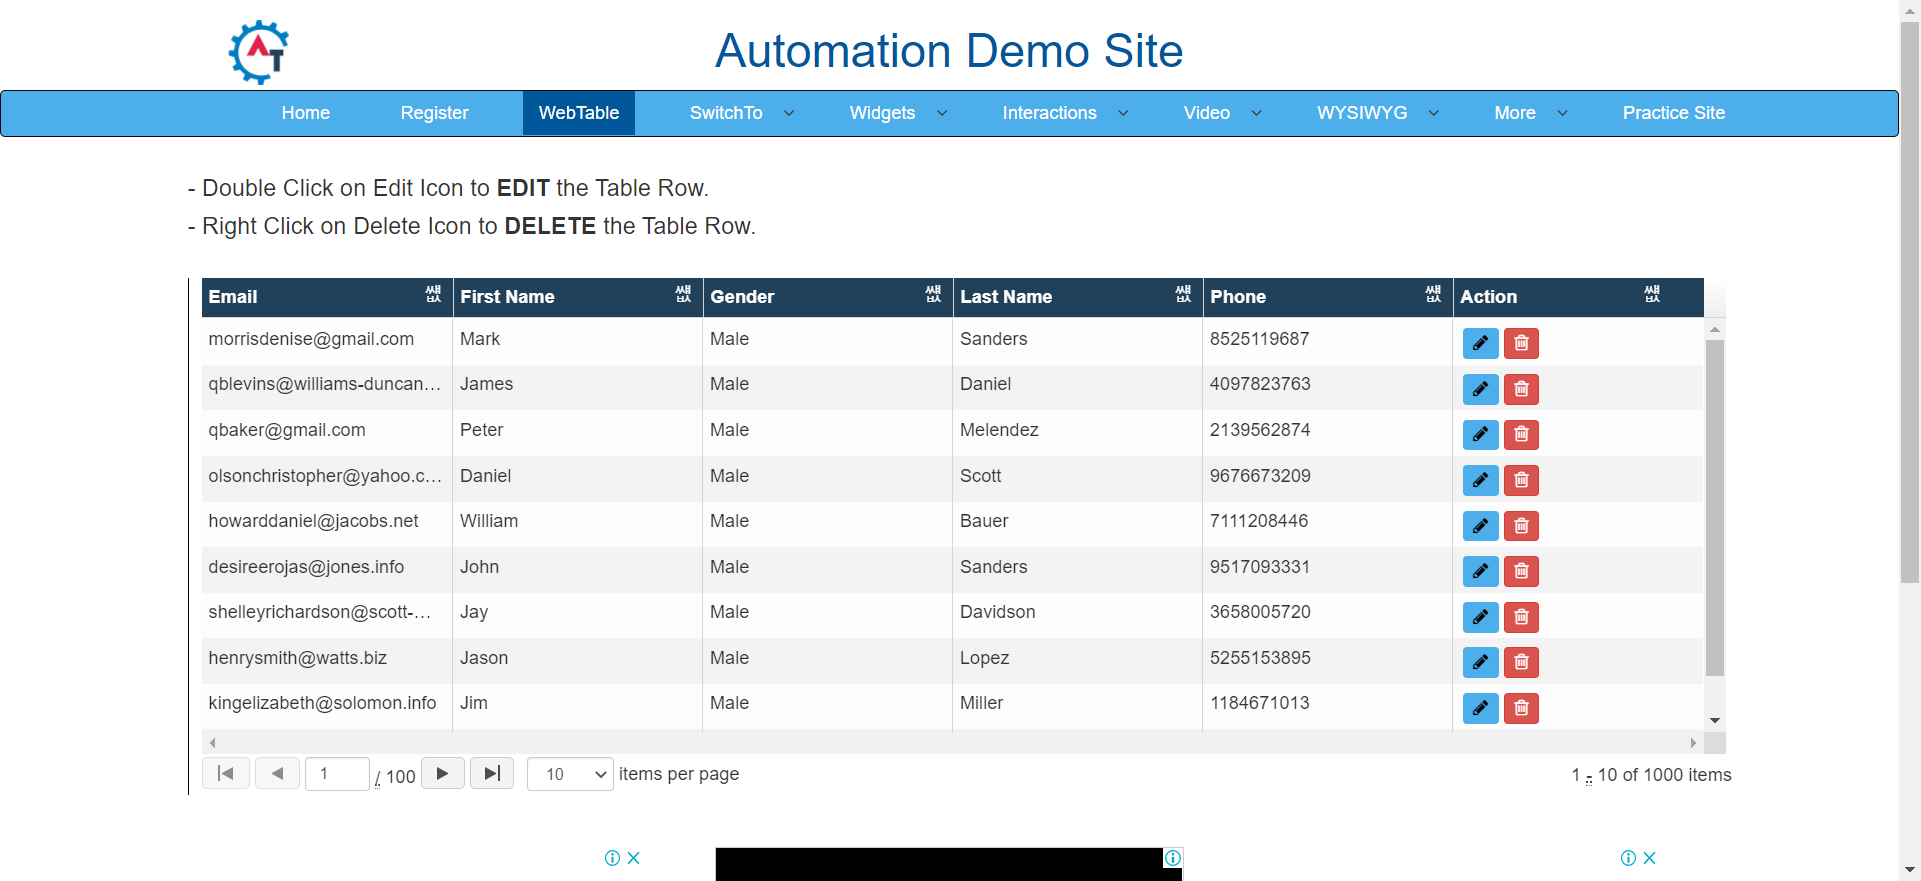 AT
Automation Demo Site
Home Register WebTable SwitchTo Widgets Interactions Video WYSIWYG More Practice Site
- Double Click on Edit Icon to EDIT the Table Row.
- Right Click on Delete Icon to DELETE the Table Row.
Email First Name Gender Last Name Phone Action
morrisdenise@gmail.com Mark Male Sanders 8525119687
qblevins@williams-duncan... James Male Daniel 4097823763
qbaker@gmail.com Peter Male Melendez 2139562874
olsonchristopher@yahoo.c... Daniel Male Scott 9676673209
howarddaniel@jacobs.net William Male Bauer 7111208446
desireerojas@jones.info John Male Sanders 9517093331
shelleyrichardson@scott-... Jay Male Davidson 3658005720
henrysmith@watts.biz Jason Male Lopez 5255153895
kingelizabeth@solomon.info Jim Male Miller 1184671013
1 / 100 10 items per page 1 - 10 of 1000 items